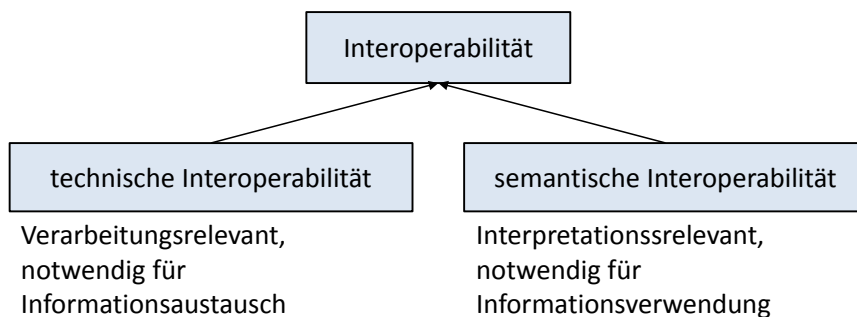 Interoperabilität
technische Interoperabilität
semantische Interoperabilität
Verarbeitungsrelevant,
notwendig für
Informationsaustausch
Interpretationssrelevant,
notwendig für
Informationsverwendung